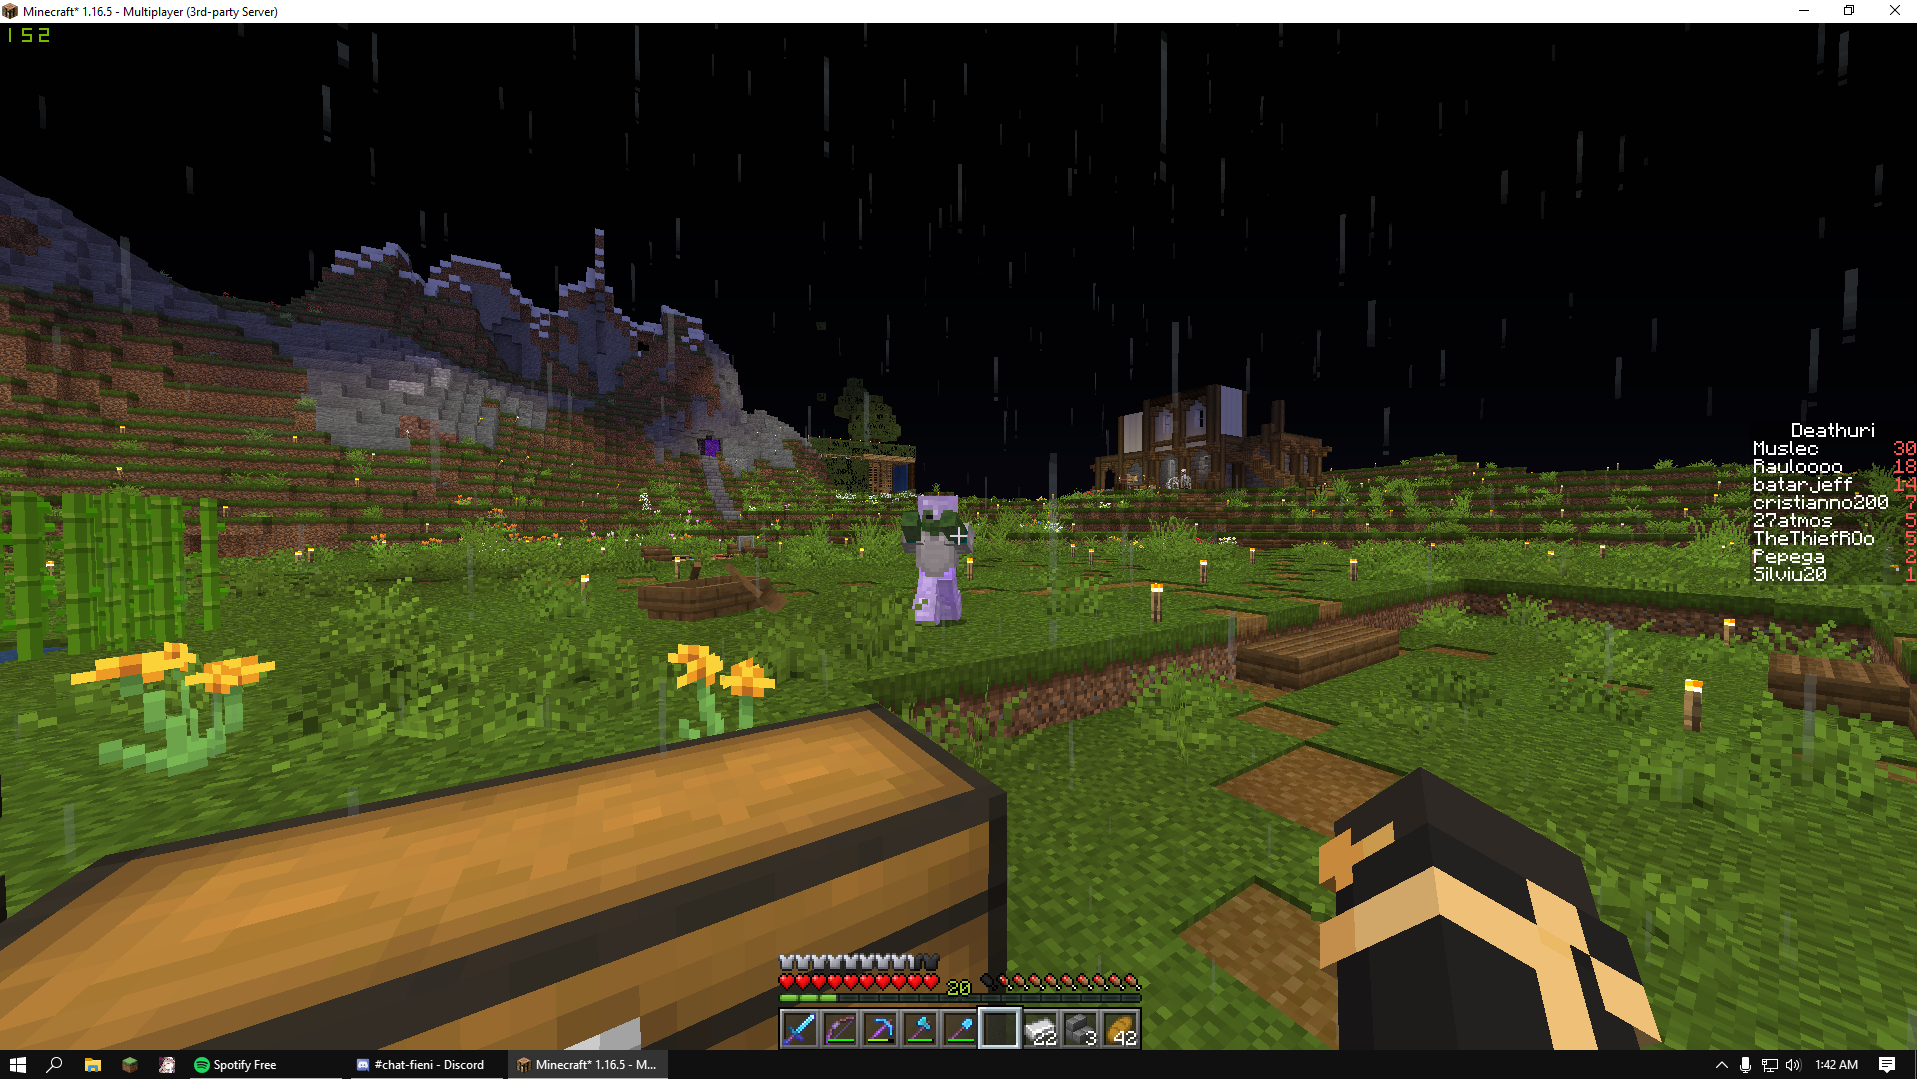 Minecraft* 1.16.5 - Multiplayer (3rd-party Server)
152
Deathuri
Muslec 30
Rauloooo 18
batarjeff 14
cristianno200 7
27atmos 5
TheThiefR0o 5
Pepega 2
Silviu20 1
20
22
3
42
Spotify Free
#chat-fieni - Discord
Minecraft* 1.16.5 - M...
1:42 AM